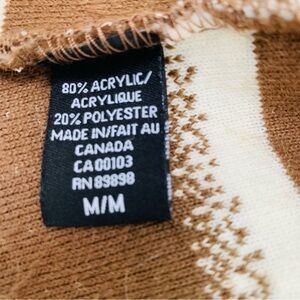 80% ACRYLIC/
ACRYLIQUE
20% POLYESTER
MADE IN/FAIT AU
CANADA
CA 00103
RN 89898
M/M